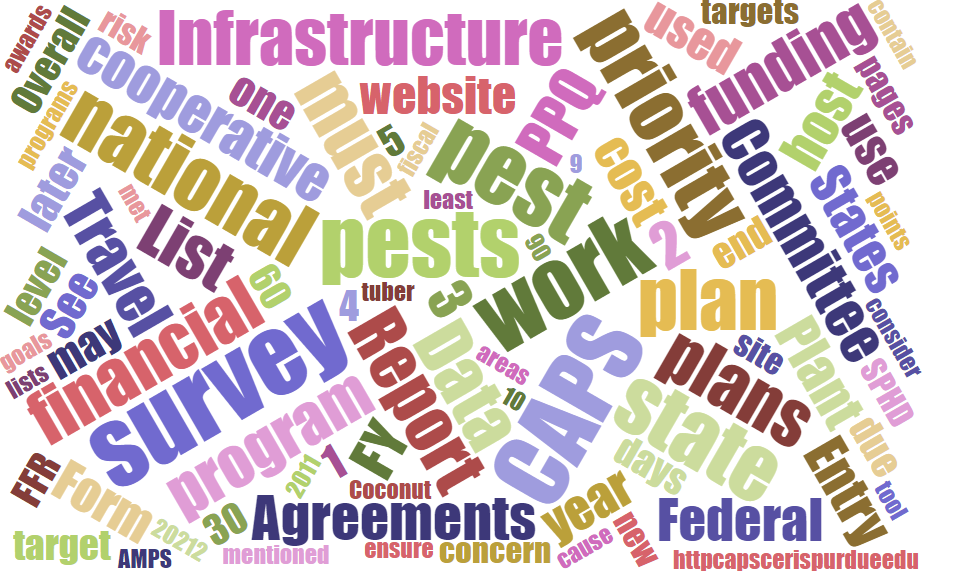 awards
Overall
risk
Infrastructure
targets
used
contain
cooperative
one
must
website
PPQ
priority
funding
pages
programs
national
5
fiscal
pest
9
cost
Committee
host
use
later
met
List
Travel
least
pests
90
work
2
end
States
points
level
See
60
4
tuber
3
plan
consider
goals
lists
may
financial
survey
Report
Data
areas
10
CAPS
plans
site
Plant
SPHD
program
1
FY
state
days
due
tool
FFR
Form
2011
Coconut
Entry
target
AMPS
20212
30
mentioned
Agreements
ensure
concern
year
cause
new
Federal
httpcapscerispurdueedu